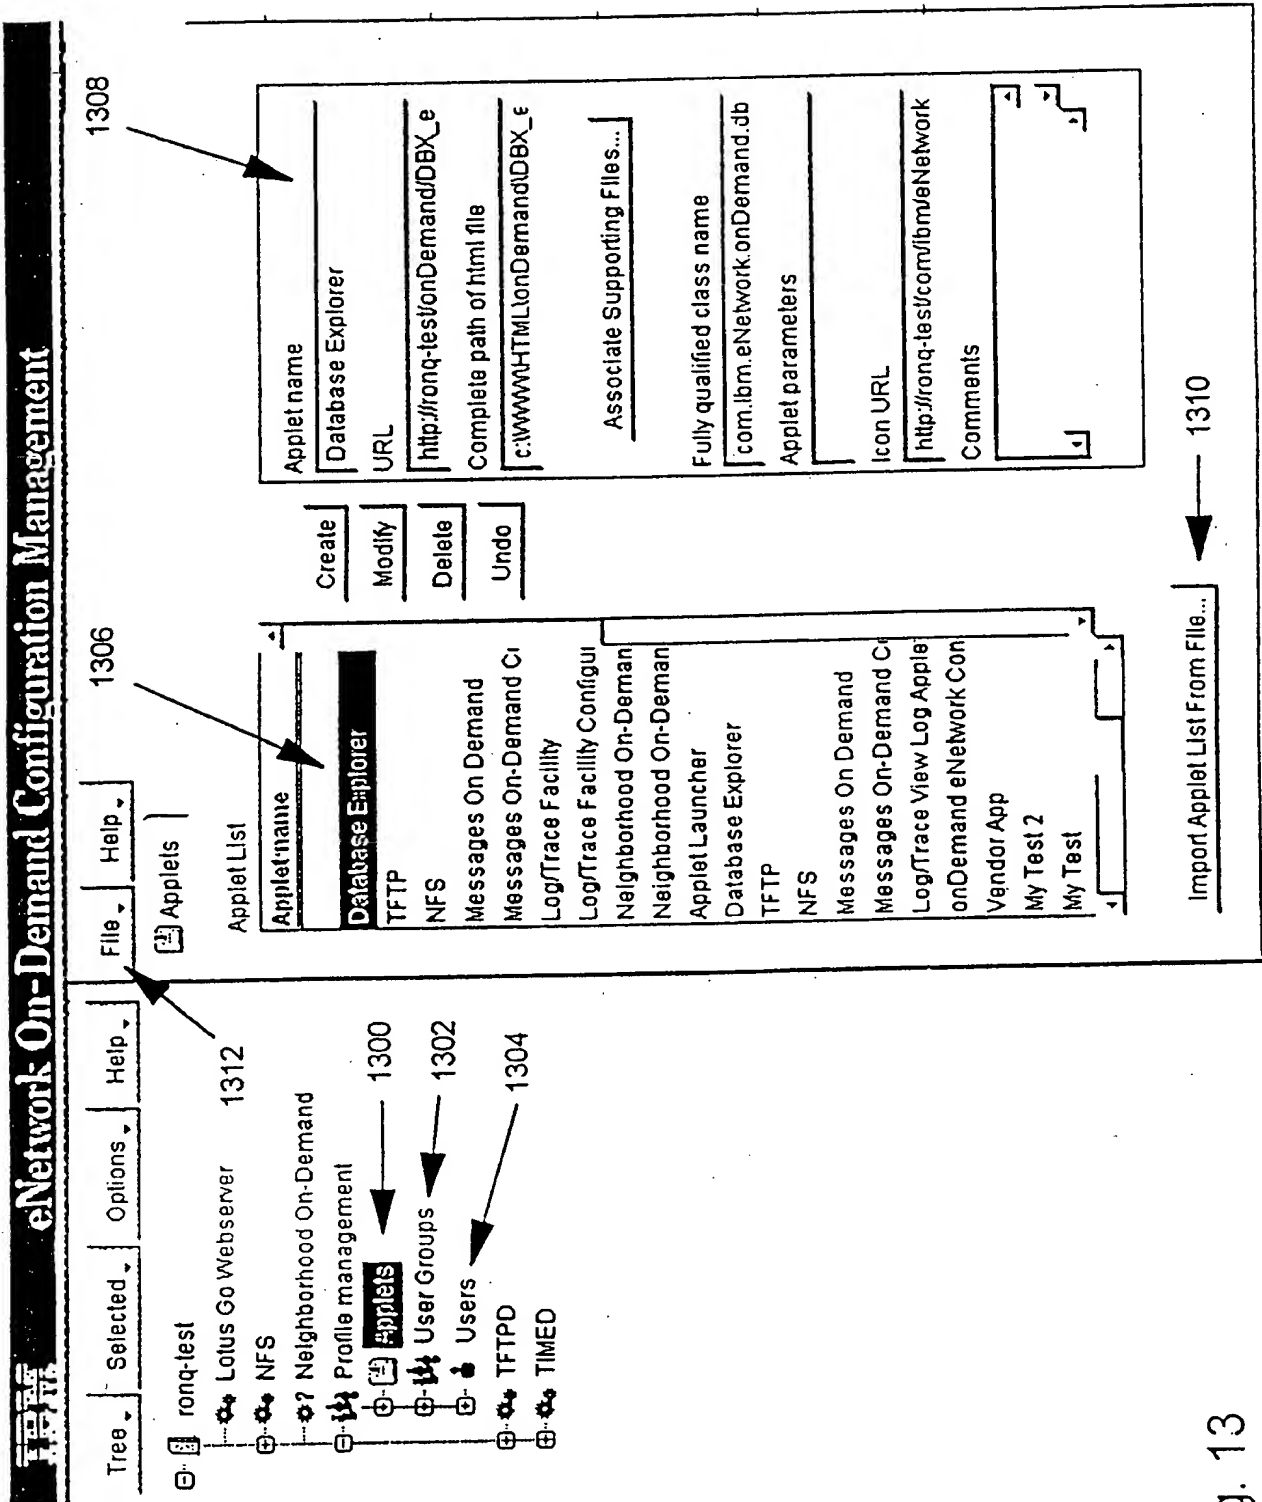 IBM
eNetwork On-Demand Configuration Management
Tree Selected Options Help
ronq-test
Lotus Go Webserver
NFS
? Neighborhood On-Demand
Profile management
Applets
User Groups
Users
TFTPD
TIMED
1312
1300
1302
1304
File Help
Applets
Applet List
Applet name
Database Explorer
TFTP
NFS
Messages On Demand
Messages On-Demand Co
Log/Trace Facility
Log/Trace Facility Configur
Neighborhood On-Deman
Neighborhood On-Deman
Applet Launcher
Database Explorer
TFTP
NFS
Messages On Demand
Messages On-Demand Co
Log/Trace View Log Applet
onDemand eNetwork Con
Vendor App
My Test 2
My Test
Import Applet List From File...
1306
1310
Create
Modify
Delete
Undo
1308
Applet name
Database Explorer
URL
http://ronq-test/onDemand/DBX_e
Complete path of html file
c:\WWW\HTML\onDemand\DBX_e
Associate Supporting Files...
Fully qualified class name
com.ibm.eNetwork.onDemand.db
Applet parameters
Icon URL
http://ronq-test/com/ibm/eNetwork
Comments
g. 13